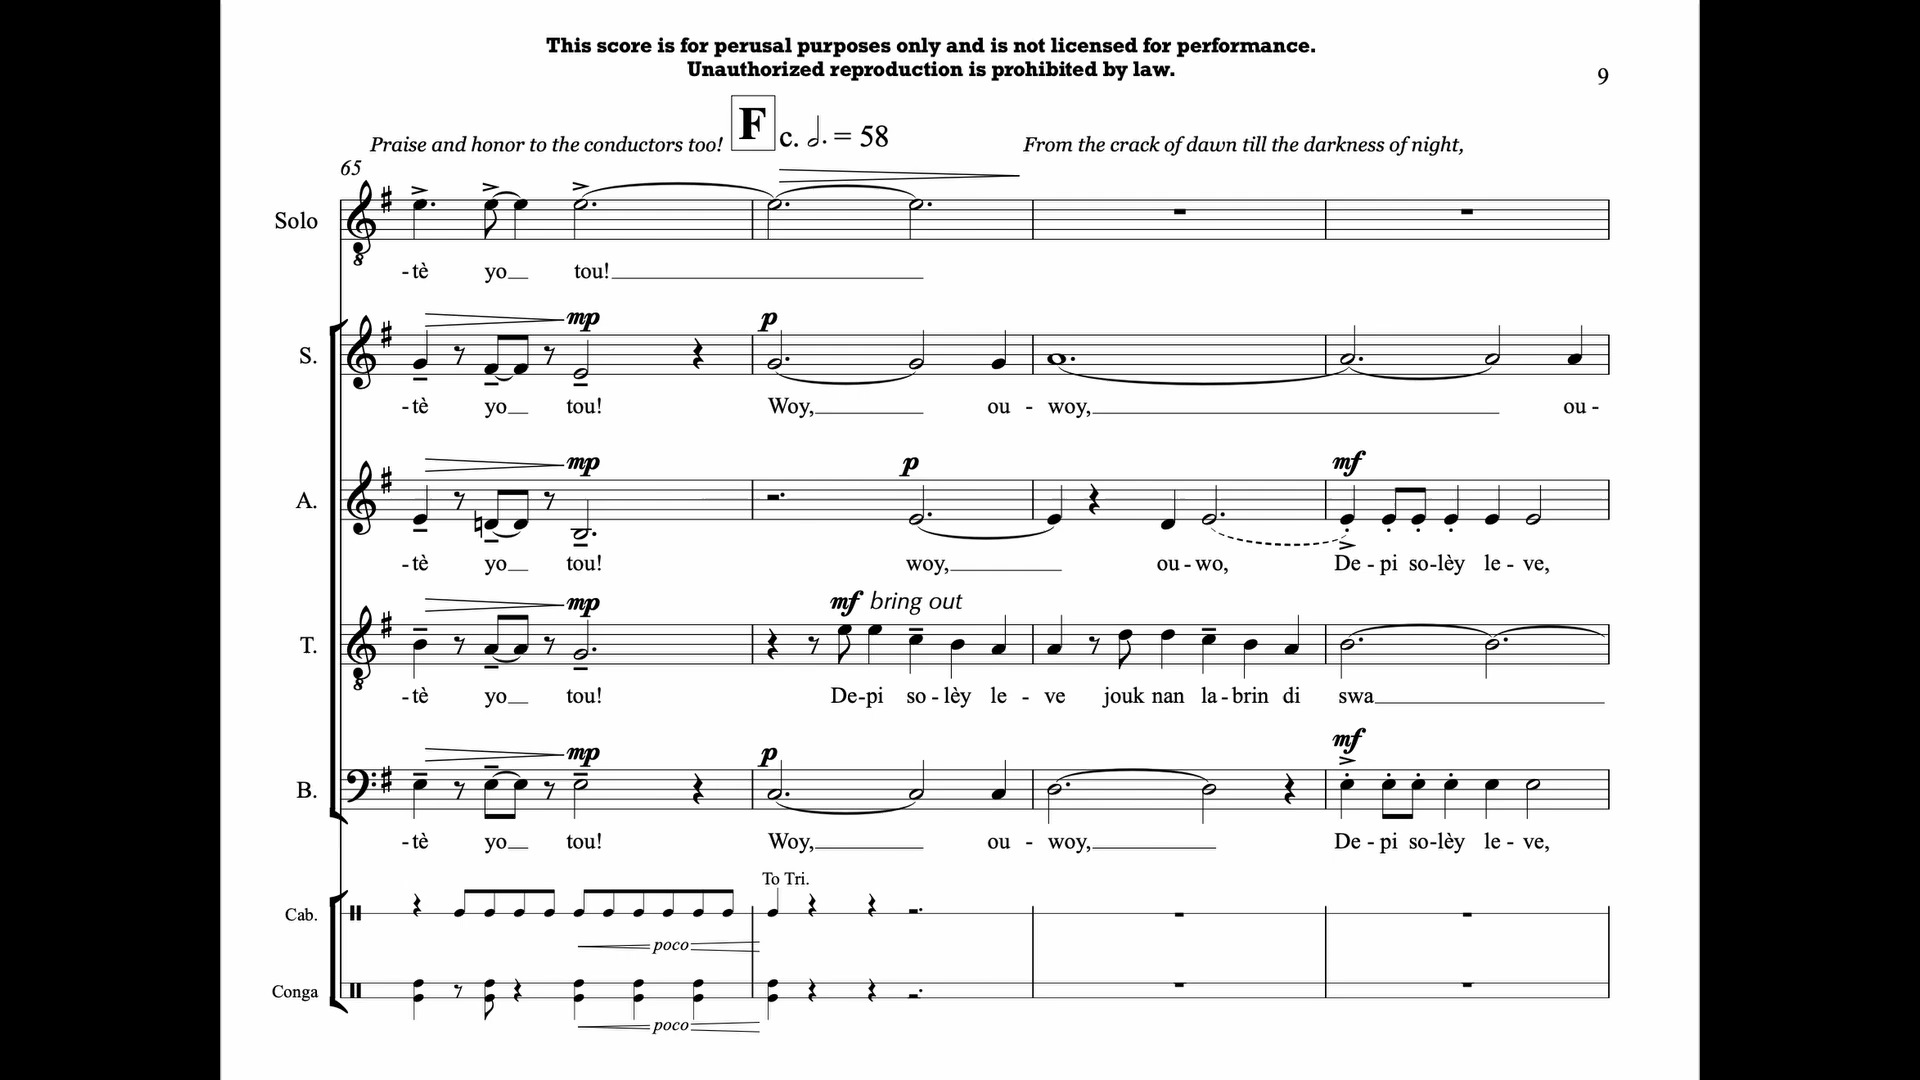 This score is for perusal purposes only and is not licensed for performance.
Unauthorized reproduction is prohibited by law.
9
Praise and honor to the conductors too!
F
c. 𝅗𝅥. = 58
From the crack of dawn till the darkness of night,
65
Solo
-tè yo tou!
mp p
S.
-tè yo tou! Woy, ou - woy, ou -
mp p mf
A.
-tè yo tou! woy, ou - wo, De - pi so-lèy le - ve,
mp mf bring out
T.
-tè yo tou! De-pi so - lèy le - ve jouk nan la - brin di swa
mp p mf
B.
-tè yo tou! Woy, ou - woy, De - pi so-lèy le - ve,
To Tri.
Cab.
poco
Conga
poco